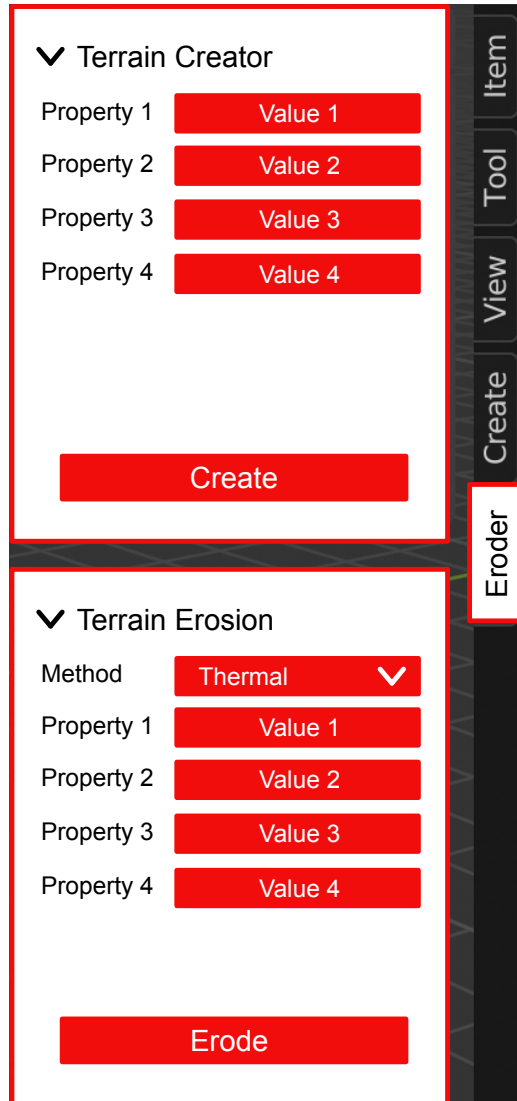 Terrain Creator
Property 1 Value 1
Property 2 Value 2
Property 3 Value 3
Property 4 Value 4
Create
Terrain Erosion
Method Thermal
Property 1 Value 1
Property 2 Value 2
Property 3 Value 3
Property 4 Value 4
Erode
Item
Tool
View
Create
Eroder